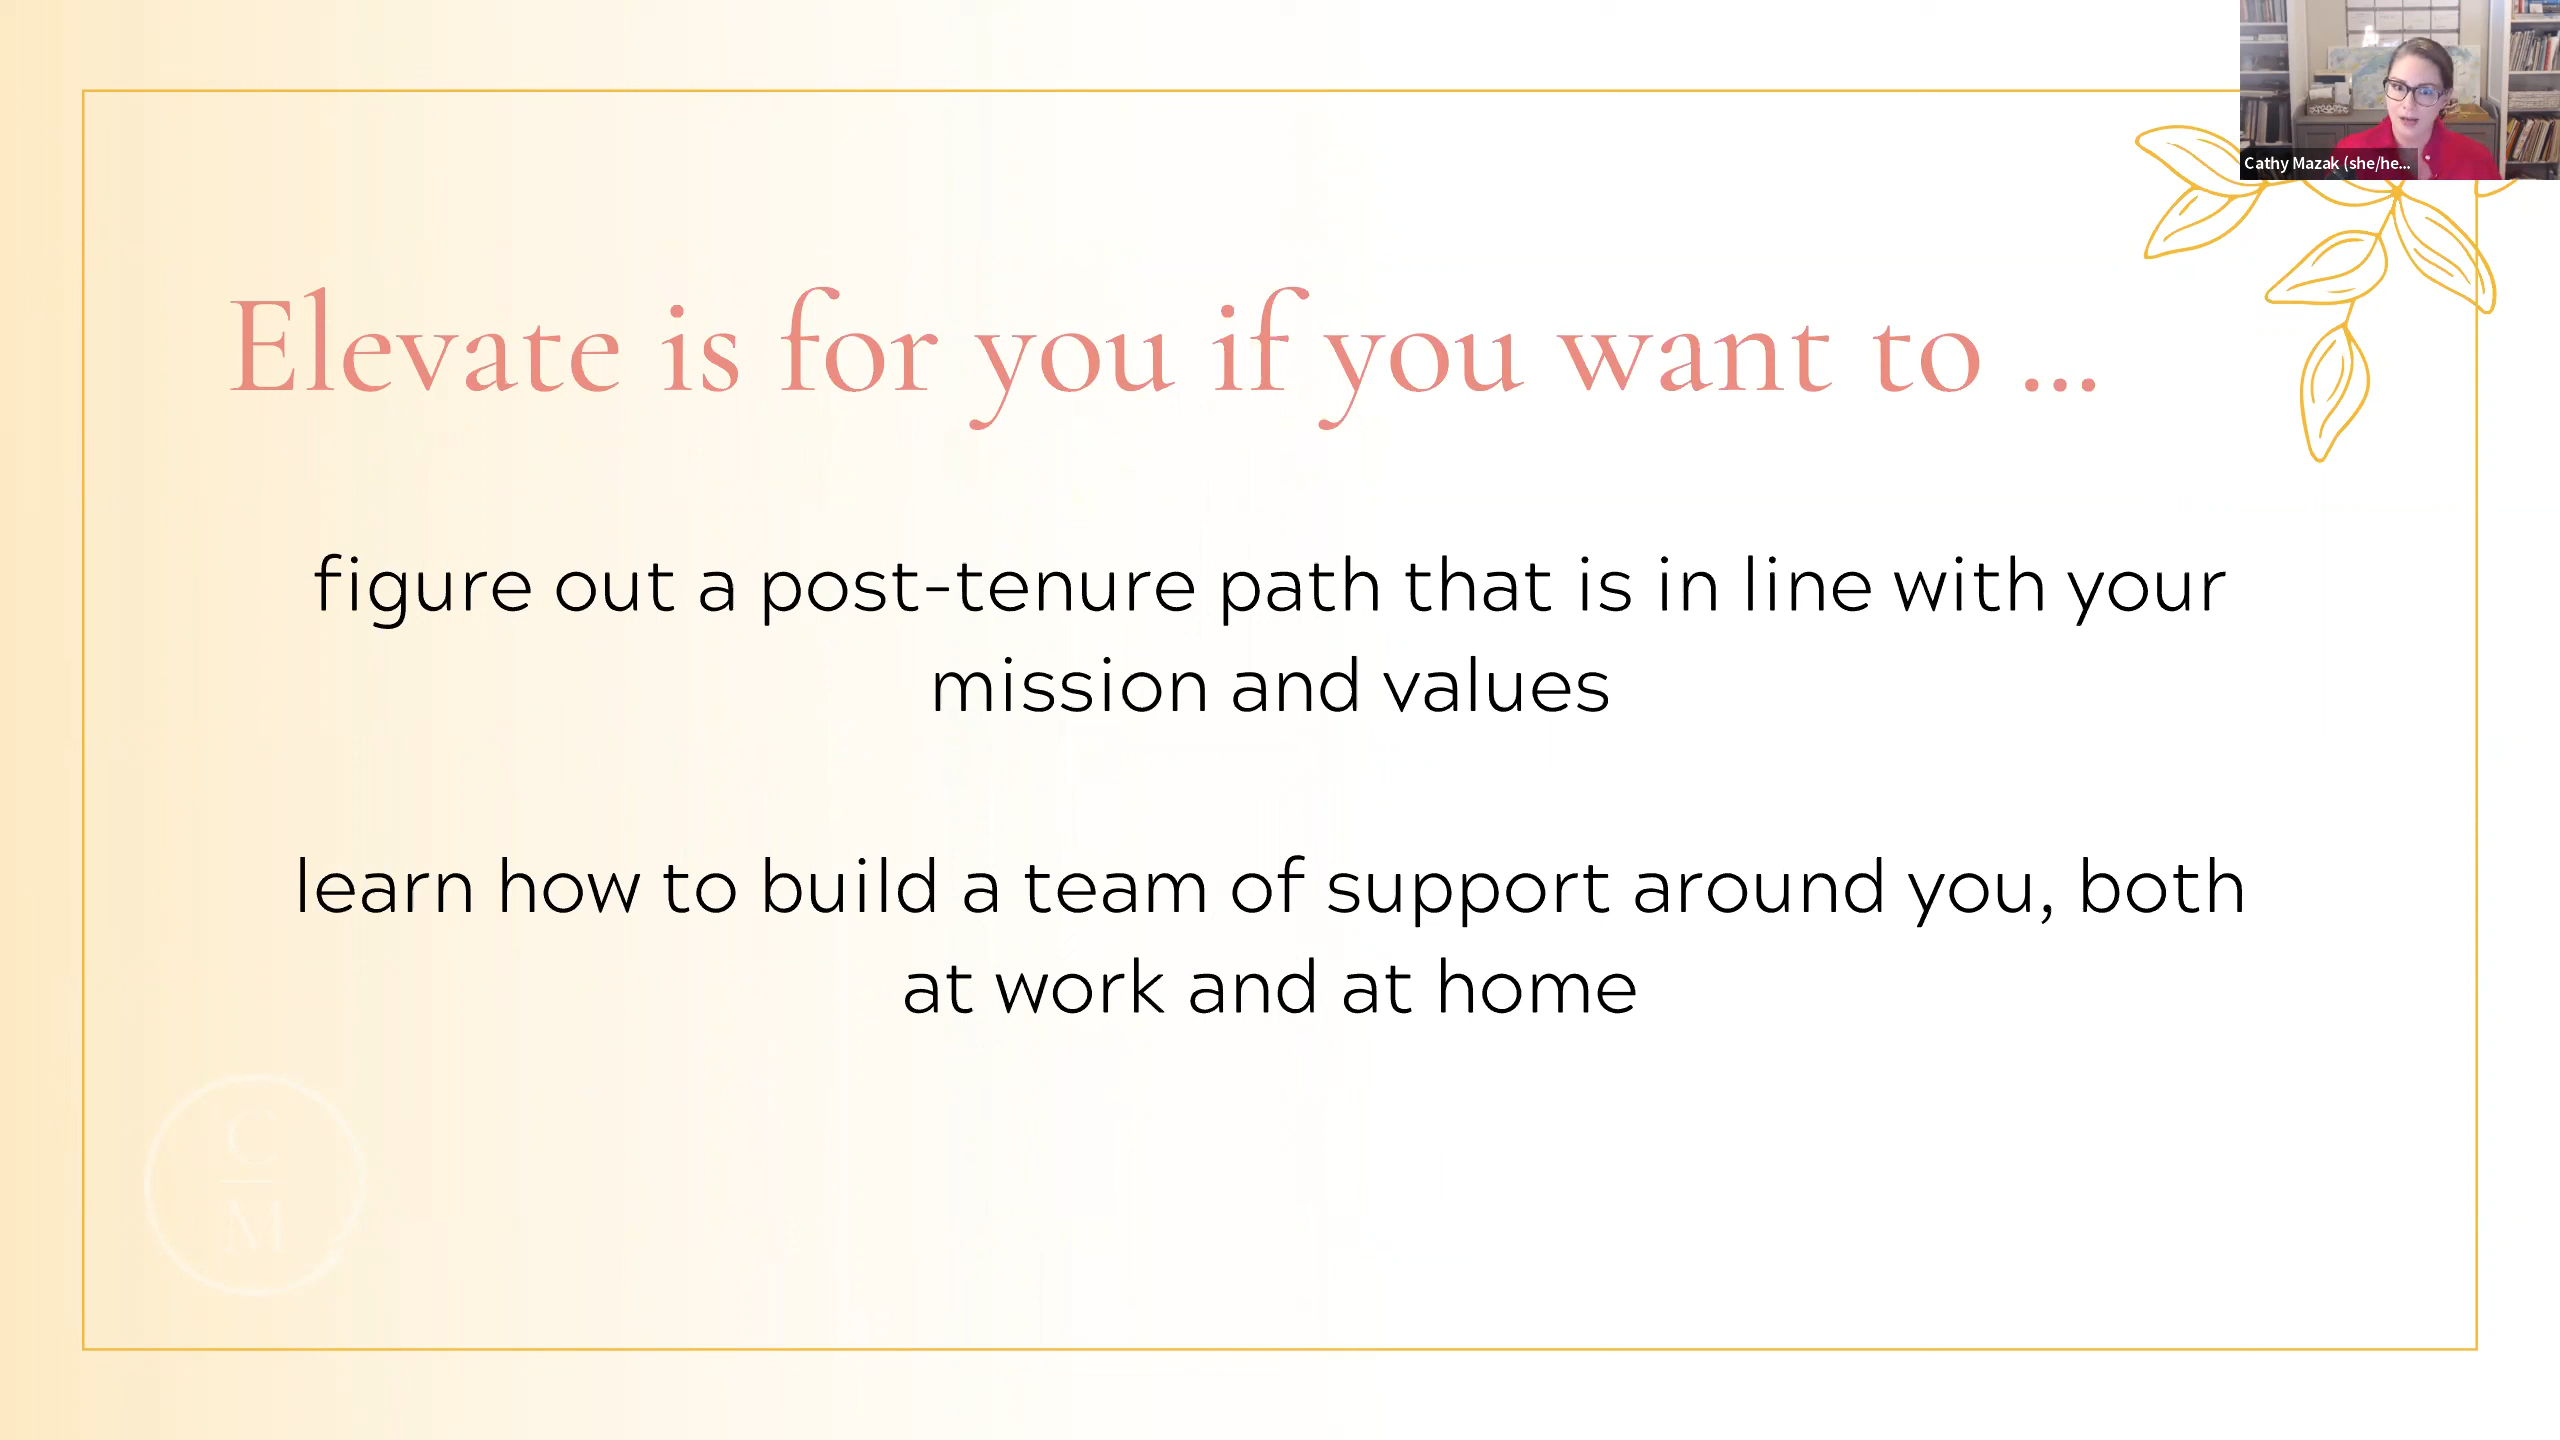 Cathy Mazak (she/he...
Elevate is for you if you want to ...
figure out a post-tenure path that is in line with your
mission and values
learn how to build a team of support around you, both
at work and at home
C
M